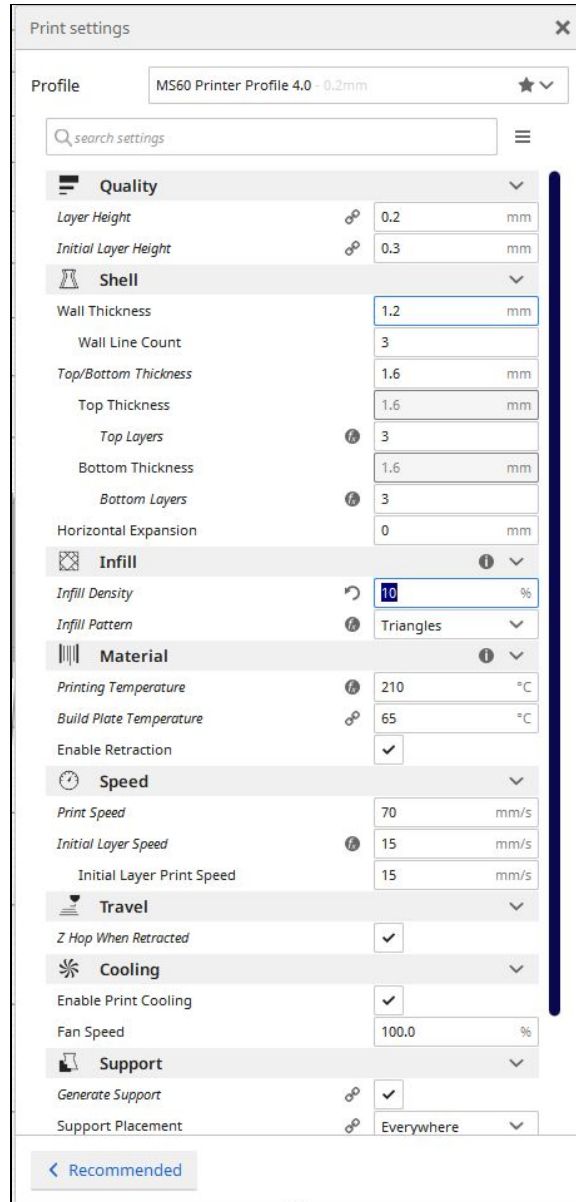 Print settings
Profile MS60 Printer Profile 4.0 - 0.2mm
search settings
Quality
Layer Height 0.2 mm
Initial Layer Height 0.3 mm
Shell
Wall Thickness 1.2 mm
Wall Line Count 3
Top/Bottom Thickness 1.6 mm
Top Thickness 1.6 mm
Top Layers 3
Bottom Thickness 1.6 mm
Bottom Layers 3
Horizontal Expansion 0 mm
Infill
Infill Density 10 %
Infill Pattern Triangles
Material
Printing Temperature 210 °C
Build Plate Temperature 65 °C
Enable Retraction
Speed
Print Speed 70 mm/s
Initial Layer Speed 15 mm/s
Initial Layer Print Speed 15 mm/s
Travel
Z Hop When Retracted
Cooling
Enable Print Cooling
Fan Speed 100.0 %
Support
Generate Support
Support Placement Everywhere
Recommended